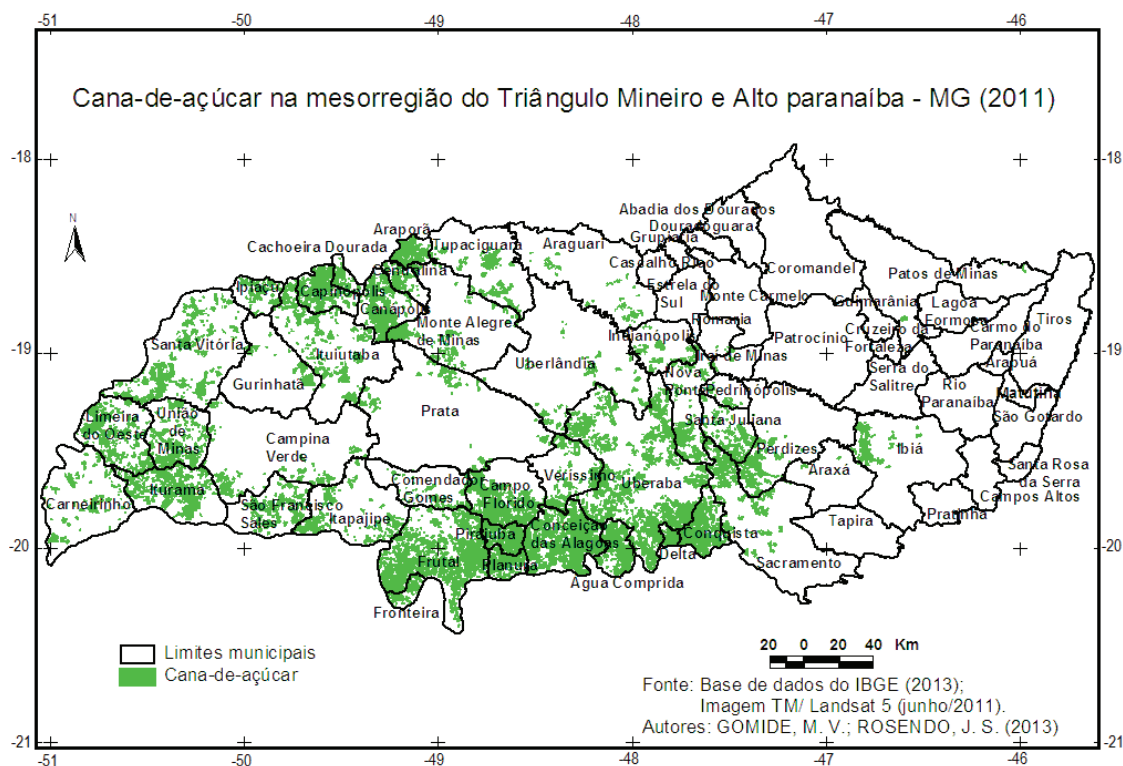 -51 -50 -49 -48 -47 -46
Cana-de-açúcar na mesorregião do Triângulo Mineiro e Alto paranaíba - MG (2011)
-18 -18
N
Abadia dos Dourados
Douradoquara
Araporã
Grupiatia
Cachoeira Dourada
Tupaciguara
Araguari
Centralina
Cascalho Rico
Coromandel
Patos de Minas
Ipiaçu
Capinópolis
Estrela do
Sul
Monte Carmelo
Guimarânia
Lagoa
Formosa
Canápolis
Romaria
Tiros
Monte Alegre
de Minas
Indianópolis
Patrocínio
Cruzeiro da
Fortaleza
Carmo do
Paranaíba
-19 -19
Santa Vitória
Ituiutaba
Uberlândia
Iraí de Minas
Arapuá
Serra do
Salitre
Gurinhatã
Nova
Ponte
Pedrinópolis
Rio
Paranaíba
Matutina
São Gotardo
Prata
Limeira
do Oeste
União
de
Minas
Santa Juliana
Campina
Verde
Perdizes
Ibiá
Araxá
Veríssimo
Uberaba
Santa Rosa
da Serra
Iturama
Comendador
Gomes
Campo
Florido
Campos Altos
Carneirinho
São Francisco
Sales
Itapajipe
Tapira
Pratinha
Pirajuba
Conceição
das Alagoas
Conquista
-20 -20
Frutal
Planura
Delta
Sacramento
Agua Comprida
Fronteira
Limites municipais
Cana-de-açúcar
20 0 20 40 Km
Fonte: Base de dados do IBGE (2013);
Imagem TM/ Landsat 5 (junho/2011).
Autores: GOMIDE, M. V.; ROSENDO, J. S. (2013)
-21 -21
-51 -50 -49 -48 -47 -46